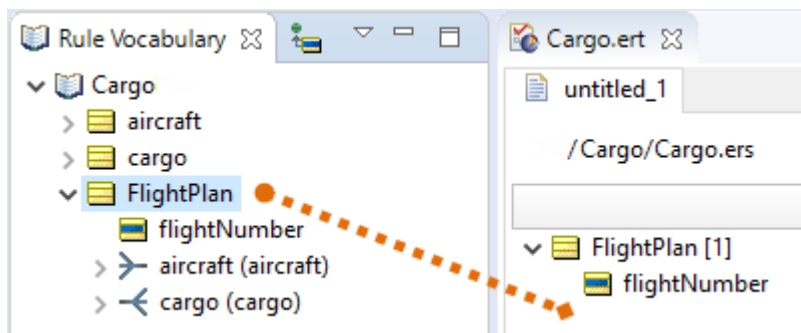 Rule Vocabulary
Cargo
aircraft
cargo
FlightPlan
flightNumber
aircraft (aircraft)
cargo (cargo)
Cargo.ert
untitled_1
/Cargo/Cargo.ers
FlightPlan [1]
flightNumber